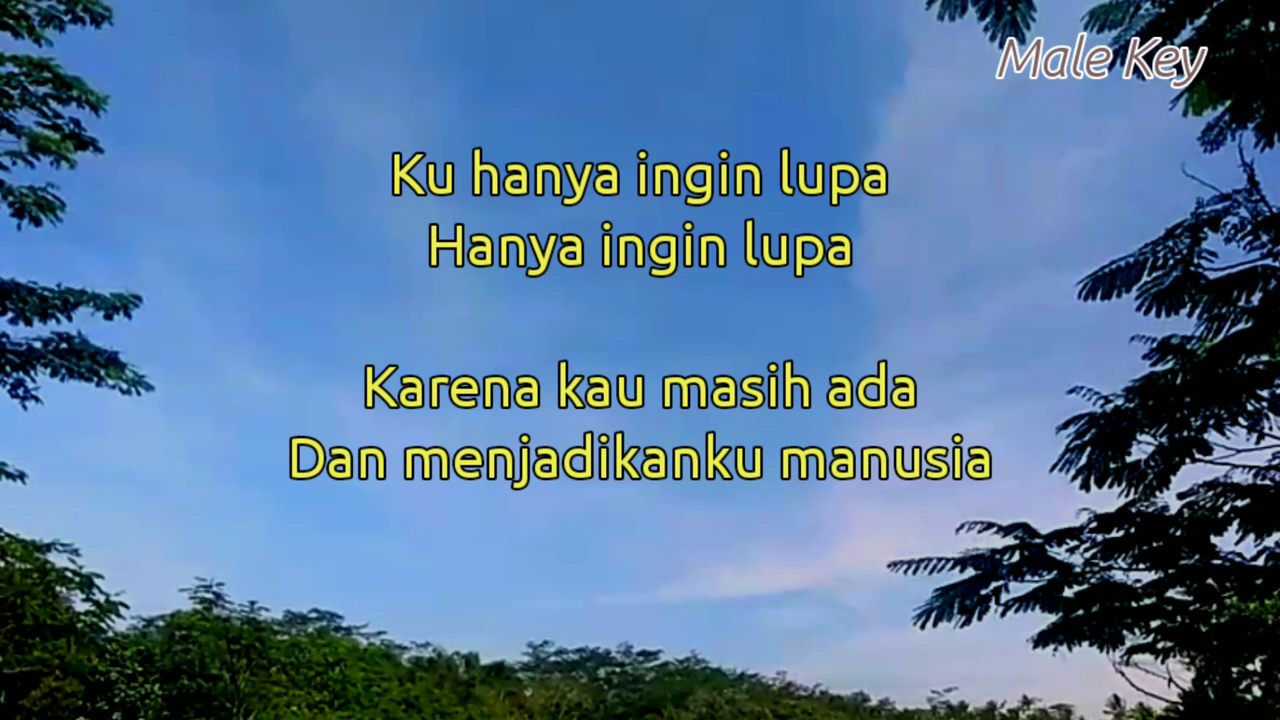 Male Key
Ku hanya ingin lupa
Hanya ingin lupa
Karena kau masih ada
Dan menjadikanku manusia